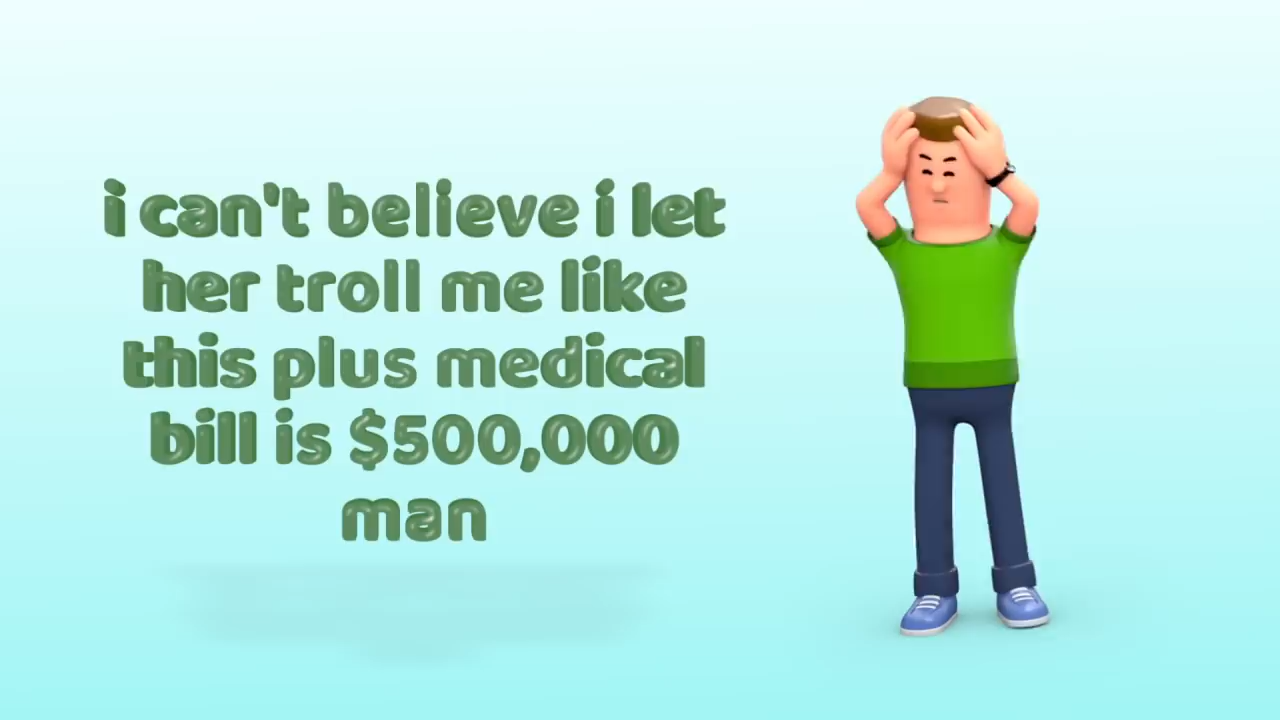 i can't believe i let
her troll me like
this plus medical
bill is $500,000
man